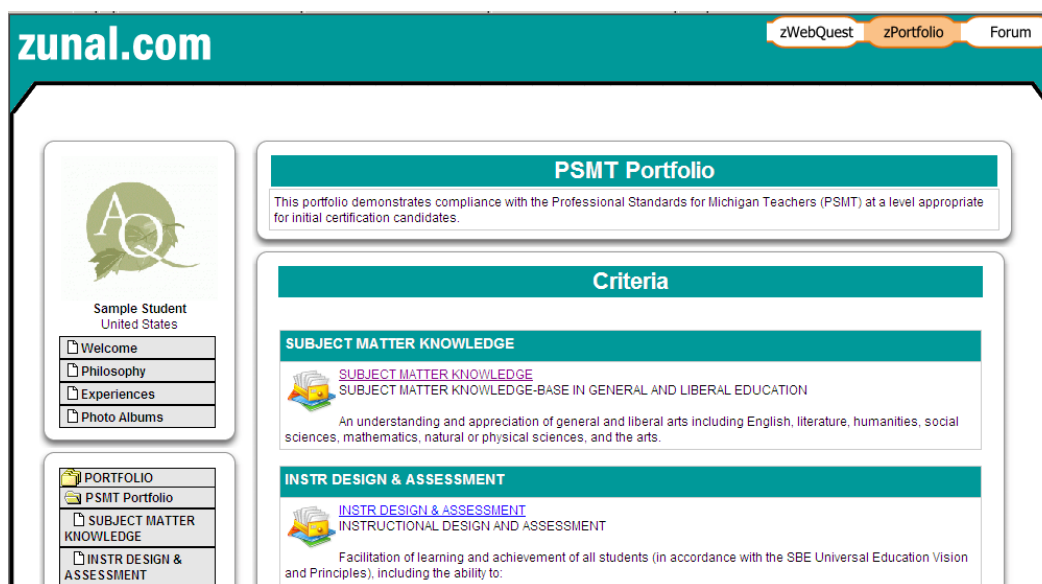 zunal.com
zWebQuest
zPortfolio
Forum
AQ
Sample Student
United States
Welcome
Philosophy
Experiences
Photo Albums
PORTFOLIO
PSMT Portfolio
SUBJECT MATTER
KNOWLEDGE
INSTR DESIGN &
ASSESSMENT
PSMT Portfolio
This portfolio demonstrates compliance with the Professional Standards for Michigan Teachers (PSMT) at a level appropriate
for initial certification candidates.
Criteria
SUBJECT MATTER KNOWLEDGE
SUBJECT MATTER KNOWLEDGE
SUBJECT MATTER KNOWLEDGE-BASE IN GENERAL AND LIBERAL EDUCATION
An understanding and appreciation of general and liberal arts including English, literature, humanities, social
sciences, mathematics, natural or physical sciences, and the arts.
INSTR DESIGN & ASSESSMENT
INSTR DESIGN & ASSESSMENT
INSTRUCTIONAL DESIGN AND ASSESSMENT
Facilitation of learning and achievement of all students (in accordance with the SBE Universal Education Vision
and Principles), including the ability to: